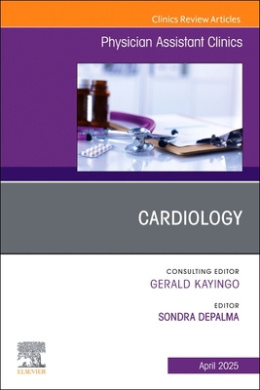 Clinics Review Articles
Physician Assistant Clinics
CARDIOLOGY
CONSULTING EDITOR
GERALD KAYINGO
EDITOR
SONDRA DEPALMA
ELSEVIER
April 2025